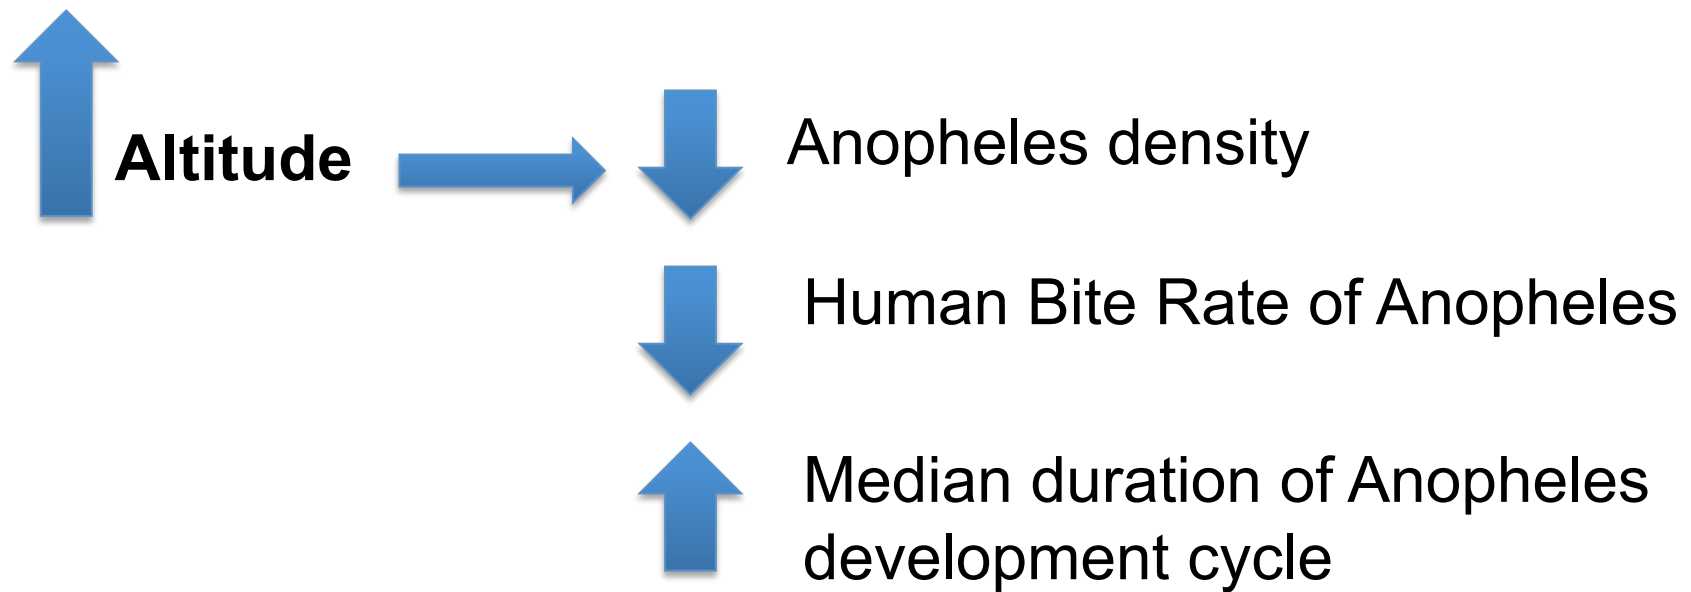 Altitude
Anopheles density
Human Bite Rate of Anopheles
Median duration of Anopheles
development cycle